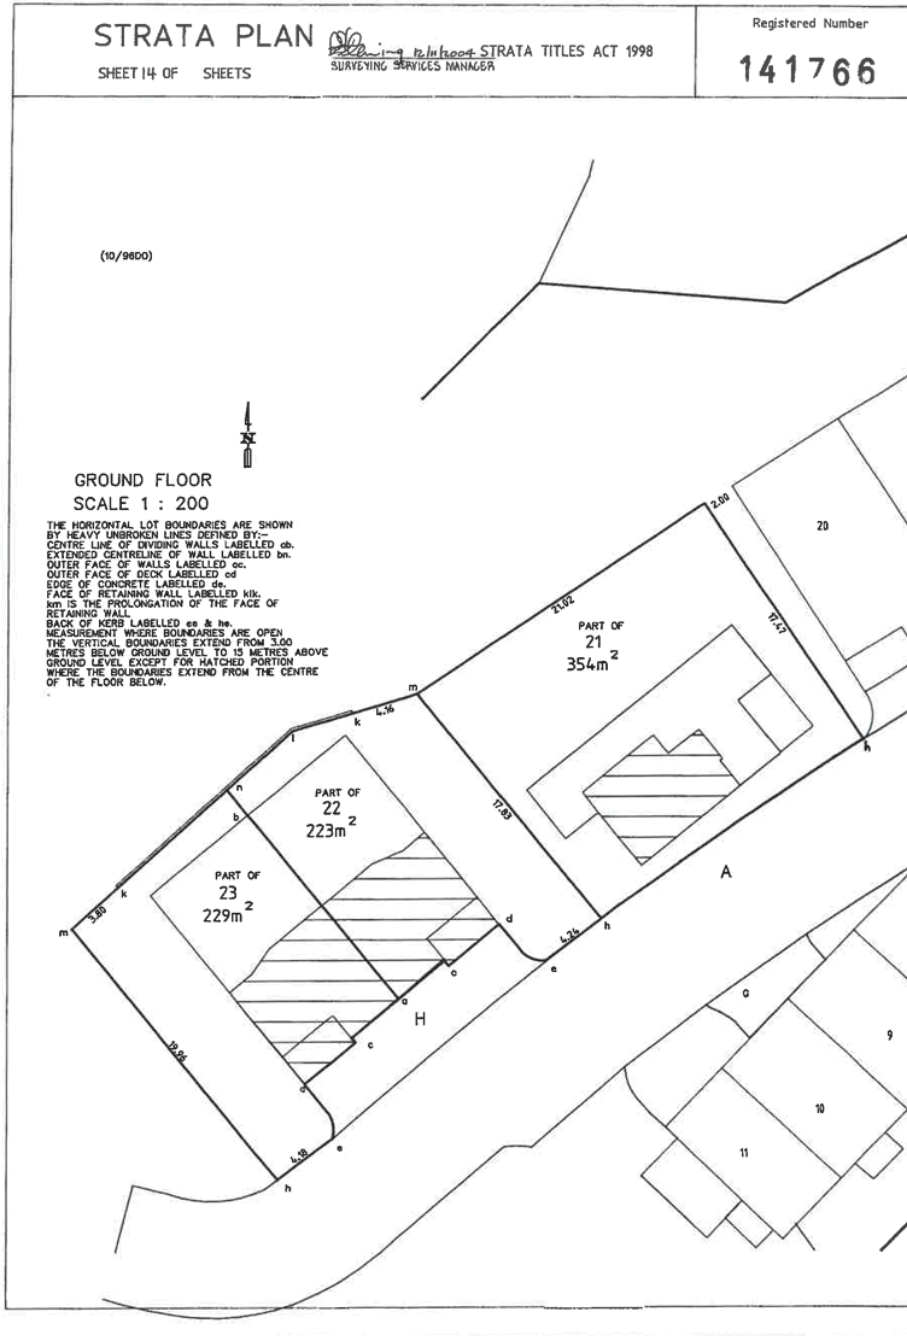 STRATA PLAN
12/11/2004 STRATA TITLES ACT 1998
SURVEYING SERVICES MANAGER
SHEET 14 OF SHEETS
Registered Number
141766
(10/96DO)
N
GROUND FLOOR
SCALE 1 : 200
THE HORIZONTAL LOT BOUNDARIES ARE SHOWN
BY HEAVY UNBROKEN LINES DEFINED BY:-
CENTRE LINE OF DIVIDING WALLS LABELLED ab.
EXTENDED CENTRELINE OF WALL LABELLED bn.
OUTER FACE OF WALLS LABELLED cc.
OUTER FACE OF DECK LABELLED cd
EDGE OF CONCRETE LABELLED de.
FACE OF RETAINING WALL LABELLED klk.
km IS THE PROLONGATION OF THE FACE OF
RETAINING WALL
BACK OF KERB LABELLED ee & he.
MEASUREMENT WHERE BOUNDARIES ARE OPEN
THE VERTICAL BOUNDARIES EXTEND FROM 3.00
METRES BELOW GROUND LEVEL TO 15 METRES ABOVE
GROUND LEVEL EXCEPT FOR HATCHED PORTION
WHERE THE BOUNDARIES EXTEND FROM THE CENTRE
OF THE FLOOR BELOW.
2.00
20
21.02
17.47
PART OF
21
354m²
m
4.16
k
l
h
n
PART OF
22
223m²
b
17.83
A
PART OF
23
229m²
k
3.80
m
d
h
4.24
e
c
G
a
H
9
c
19.96
10
d
11
e
4.18
h